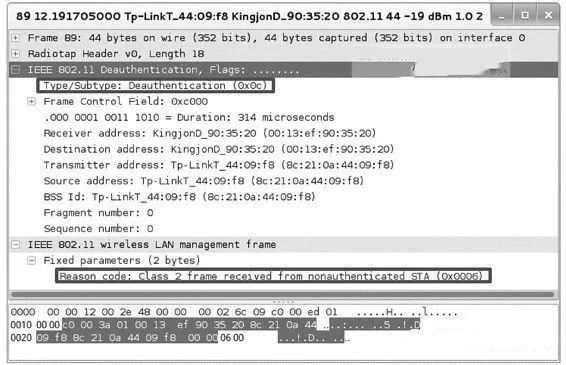 89 12.191705000 Tp-LinkT_44:09:f8 KingjonD_90:35:20 802.11 44 -19 dBm 1.0 2
Frame 89: 44 bytes on wire (352 bits), 44 bytes captured (352 bits) on interface 0
Radiotap Header v0, Length 18
IEEE 802.11 Deauthentication, Flags: ........
Type/Subtype: Deauthentication (0x0c)
Frame Control Field: 0xc000
.000 0001 0011 1010 = Duration: 314 microseconds
Receiver address: KingjonD_90:35:20 (00:13:ef:90:35:20)
Destination address: KingjonD_90:35:20 (00:13:ef:90:35:20)
Transmitter address: Tp-LinkT_44:09:f8 (8c:21:0a:44:09:f8)
Source address: Tp-LinkT_44:09:f8 (8c:21:0a:44:09:f8)
BSS Id: Tp-LinkT_44:09:f8 (8c:21:0a:44:09:f8)
Fragment number: 0
Sequence number: 0
IEEE 802.11 wireless LAN management frame
Fixed parameters (2 bytes)
Reason code: Class 2 frame received from nonauthenticated STA (0x0006)
0000 00 00 12 00 2e 48 00 00 00 02 6c 09 c0 00 ed 01 .....H.. ..l.....
0010 00 00 c0 00 3a 01 00 13 ef 90 35 20 8c 21 0a 44 ....:... ..5 .!.D
0020 09 f8 8c 21 0a 44 09 f8 00 00 06 00 ...!.D.. ....